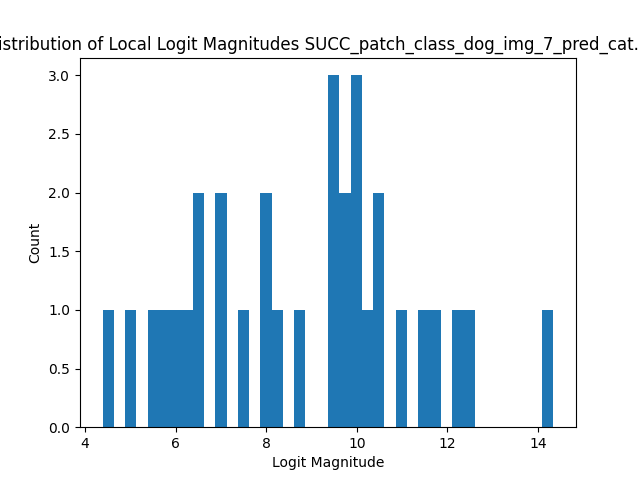 istribution of Local Logit Magnitudes SUCC_patch_class_dog_img_7_pred_cat.
3.0
2.5
2.0
1.5
1.0
0.5
0.0
Count
4 6 8 10 12 14
Logit Magnitude